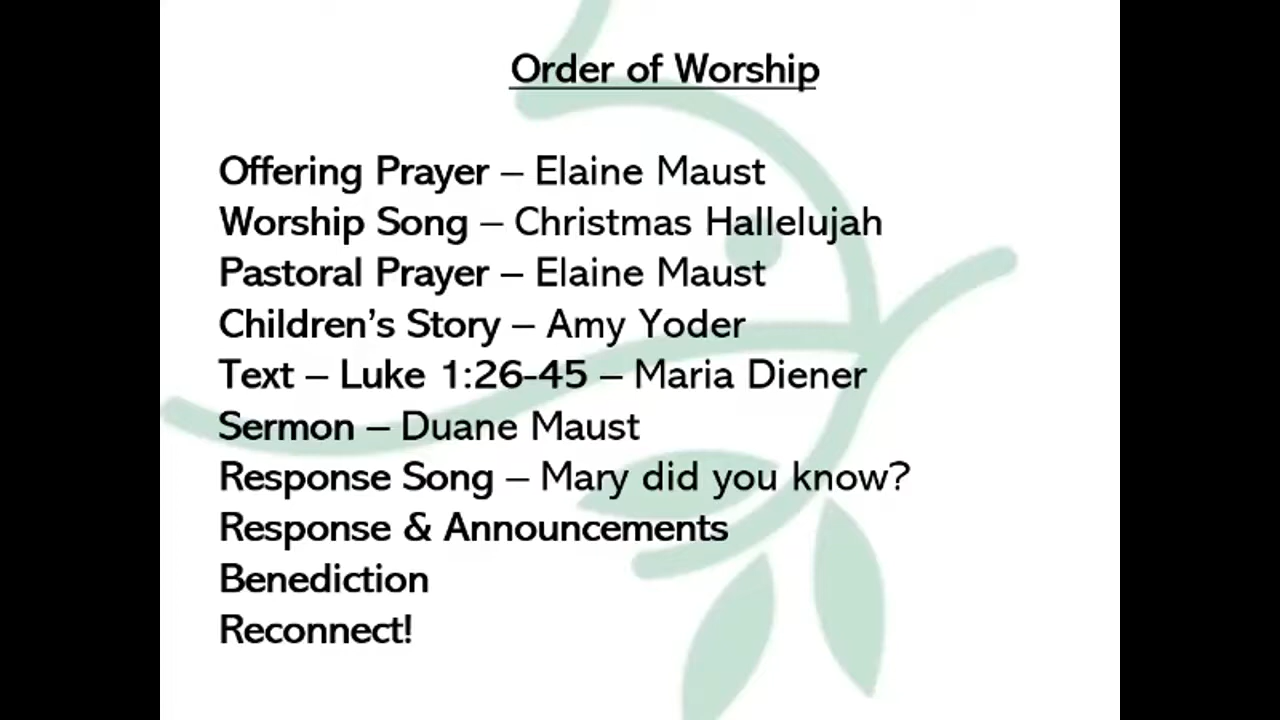 Order of Worship
Offering Prayer – Elaine Maust
Worship Song – Christmas Hallelujah
Pastoral Prayer – Elaine Maust
Children’s Story – Amy Yoder
Text – Luke 1:26-45 – Maria Diener
Sermon – Duane Maust
Response Song – Mary did you know?
Response & Announcements
Benediction
Reconnect!